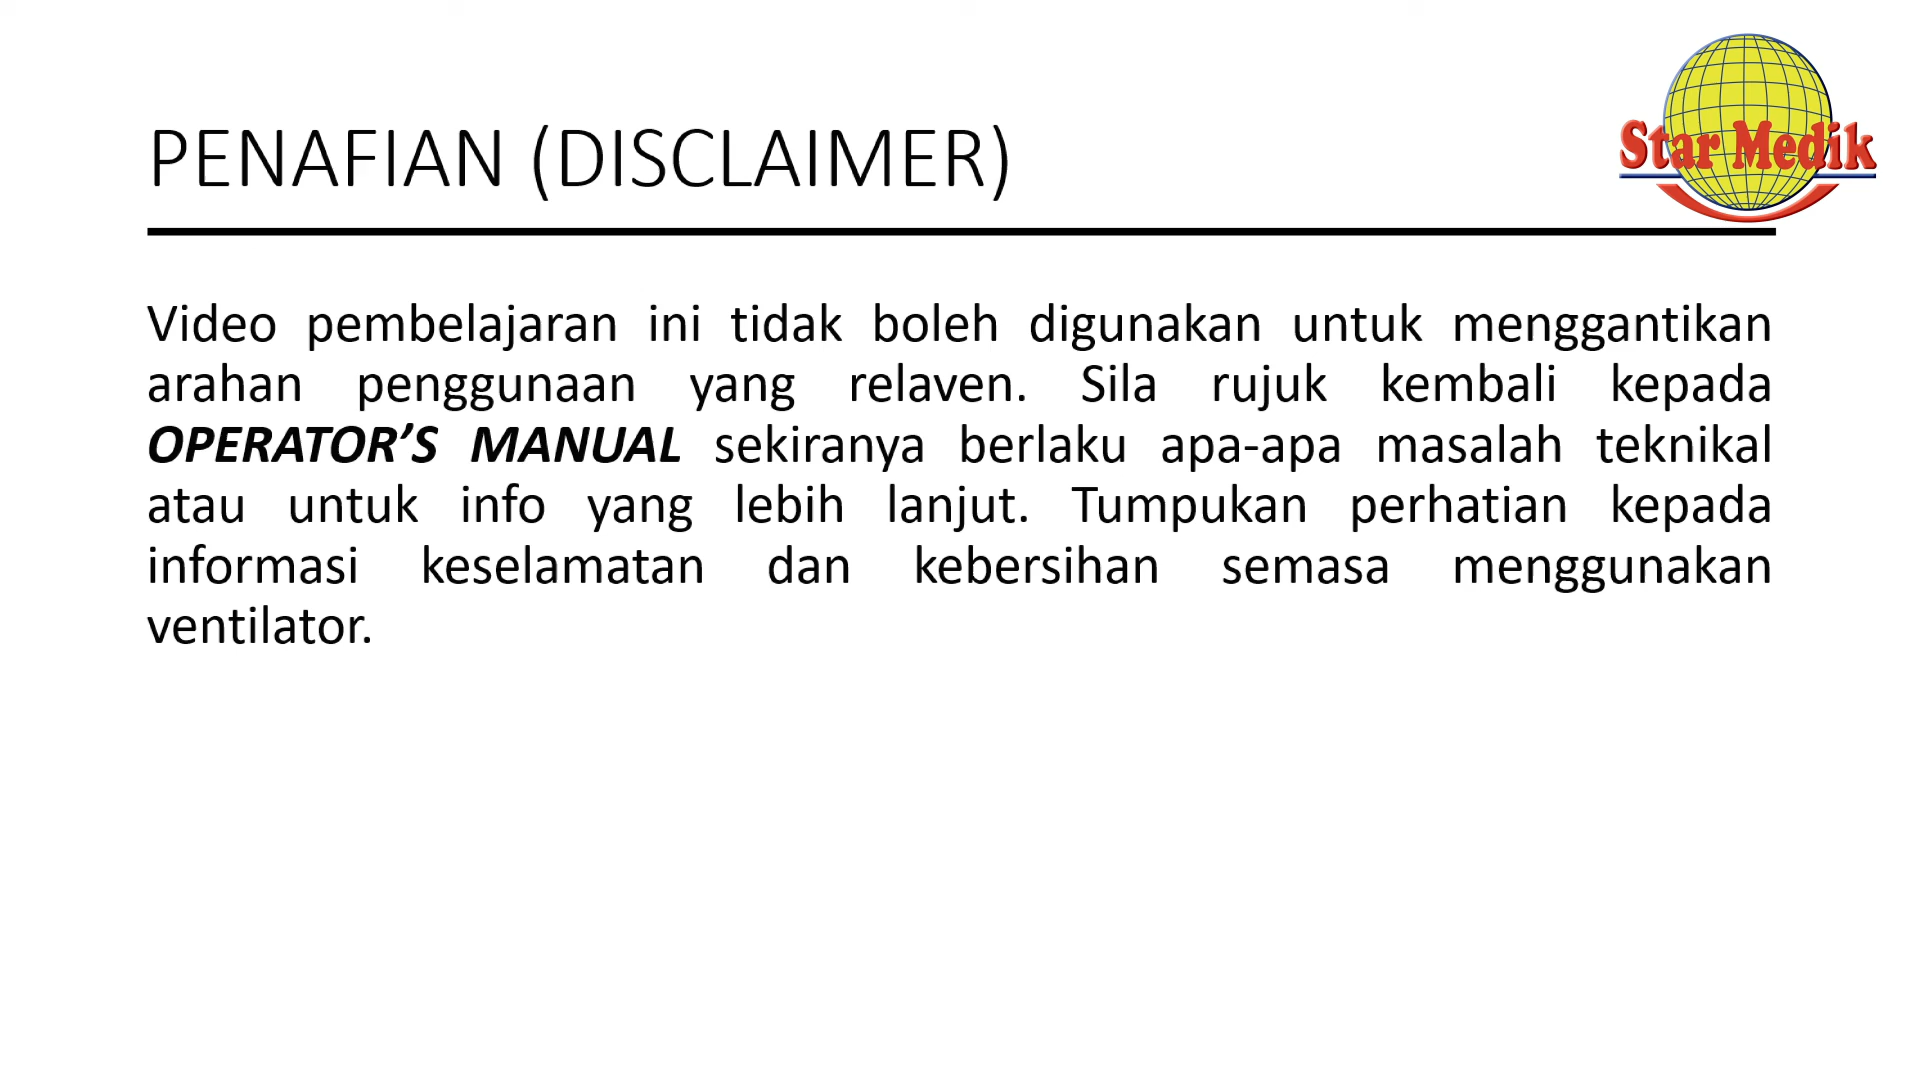 Star Medik
PENAFIAN (DISCLAIMER)
Video pembelajaran ini tidak boleh digunakan untuk menggantikan
arahan penggunaan yang relaven. Sila rujuk kembali kepada
OPERATOR’S MANUAL sekiranya berlaku apa-apa masalah teknikal
atau untuk info yang lebih lanjut. Tumpukan perhatian kepada
informasi keselamatan dan kebersihan semasa menggunakan
ventilator.